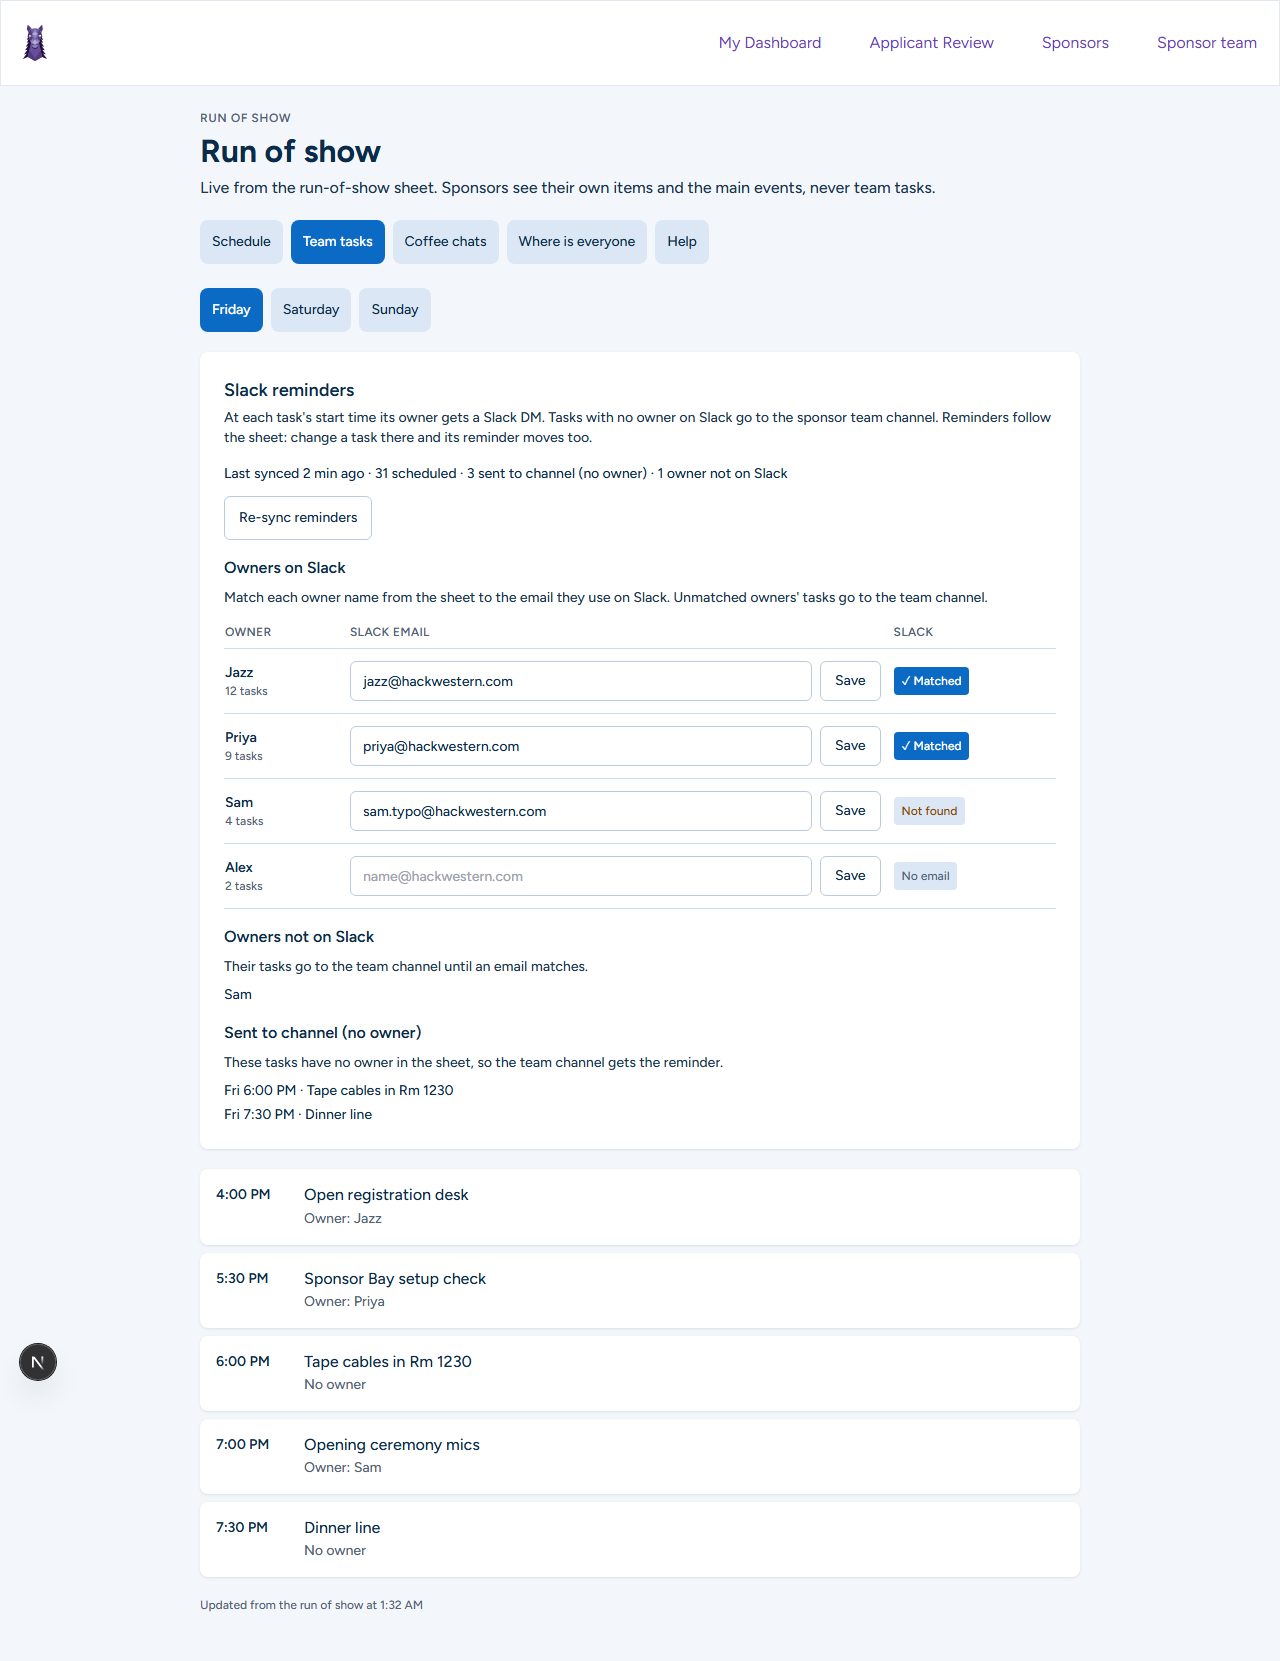 My Dashboard
Applicant Review
Sponsors
Sponsor team
RUN OF SHOW
Run of show
Live from the run-of-show sheet. Sponsors see their own items and the main events, never team tasks.
Schedule
Team tasks
Coffee chats
Where is everyone
Help
Friday
Saturday
Sunday
Slack reminders
At each task's start time its owner gets a Slack DM. Tasks with no owner on Slack go to the sponsor team channel. Reminders follow
the sheet: change a task there and its reminder moves too.
Last synced 2 min ago · 31 scheduled · 3 sent to channel (no owner) · 1 owner not on Slack
Re-sync reminders
Owners on Slack
Match each owner name from the sheet to the email they use on Slack. Unmatched owners' tasks go to the team channel.
OWNER
SLACK EMAIL
SLACK
Jazz
12 tasks
jazz@hackwestern.com
Save
✓ Matched
Priya
9 tasks
priya@hackwestern.com
Save
✓ Matched
Sam
4 tasks
sam.typo@hackwestern.com
Save
Not found
Alex
2 tasks
name@hackwestern.com
Save
No email
Owners not on Slack
Their tasks go to the team channel until an email matches.
Sam
Sent to channel (no owner)
These tasks have no owner in the sheet, so the team channel gets the reminder.
Fri 6:00 PM · Tape cables in Rm 1230
Fri 7:30 PM · Dinner line
4:00 PM
Open registration desk
Owner: Jazz
5:30 PM
Sponsor Bay setup check
Owner: Priya
6:00 PM
Tape cables in Rm 1230
No owner
7:00 PM
Opening ceremony mics
Owner: Sam
7:30 PM
Dinner line
No owner
N
Updated from the run of show at 1:32 AM